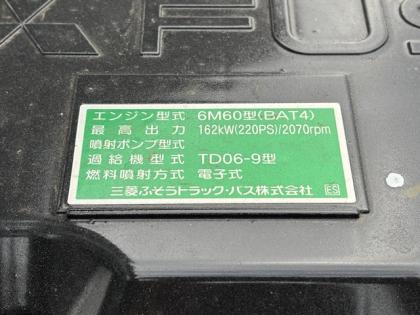 FUS
エンジン型式 6M60型(BAT4)
最高出力 162kW(220PS)/2070rpm
噴射ポンプ型式
過給機型式 TD06-9型
燃料噴射方式 電子式
三菱ふそうトラック・バス株式会社 ES